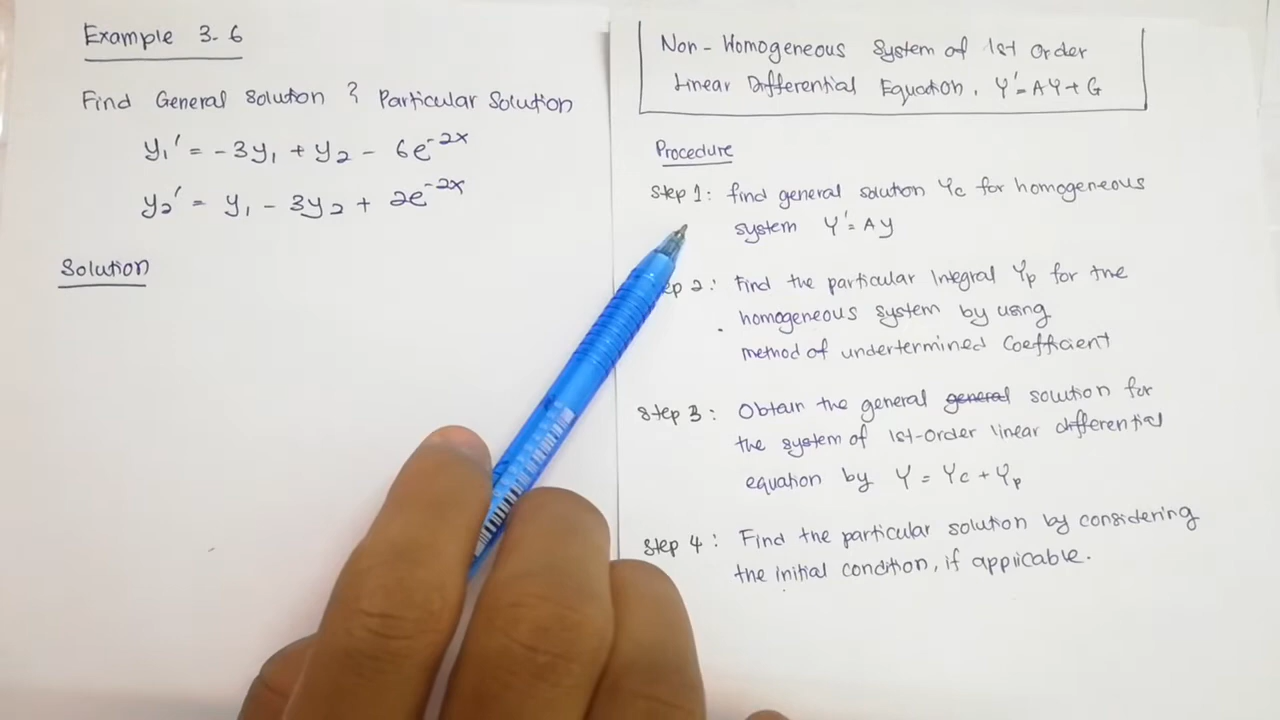 Example 3.6
Find General Solution & Particular Solution
y₁' = -3y₁ + y₂ - 6e⁻²ˣ
y₂' = y₁ - 3y₂ + 2e⁻²ˣ
Solution
Non-Homogeneous System of 1st Order
Linear Differential Equation, Y' = AY + G
Procedure
Step 1: find general solution Yc for homogeneous
system Y' = AY
ep 2: Find the particular Integral Yp for the
homogeneous system by using
method of undertermined Coefficient
Step 3: Obtain the general general solution for
the system of 1st-Order linear differential
equation by Y = Yc + Yp
Step 4: Find the particular solution by considering
the initial condition, if applicable.